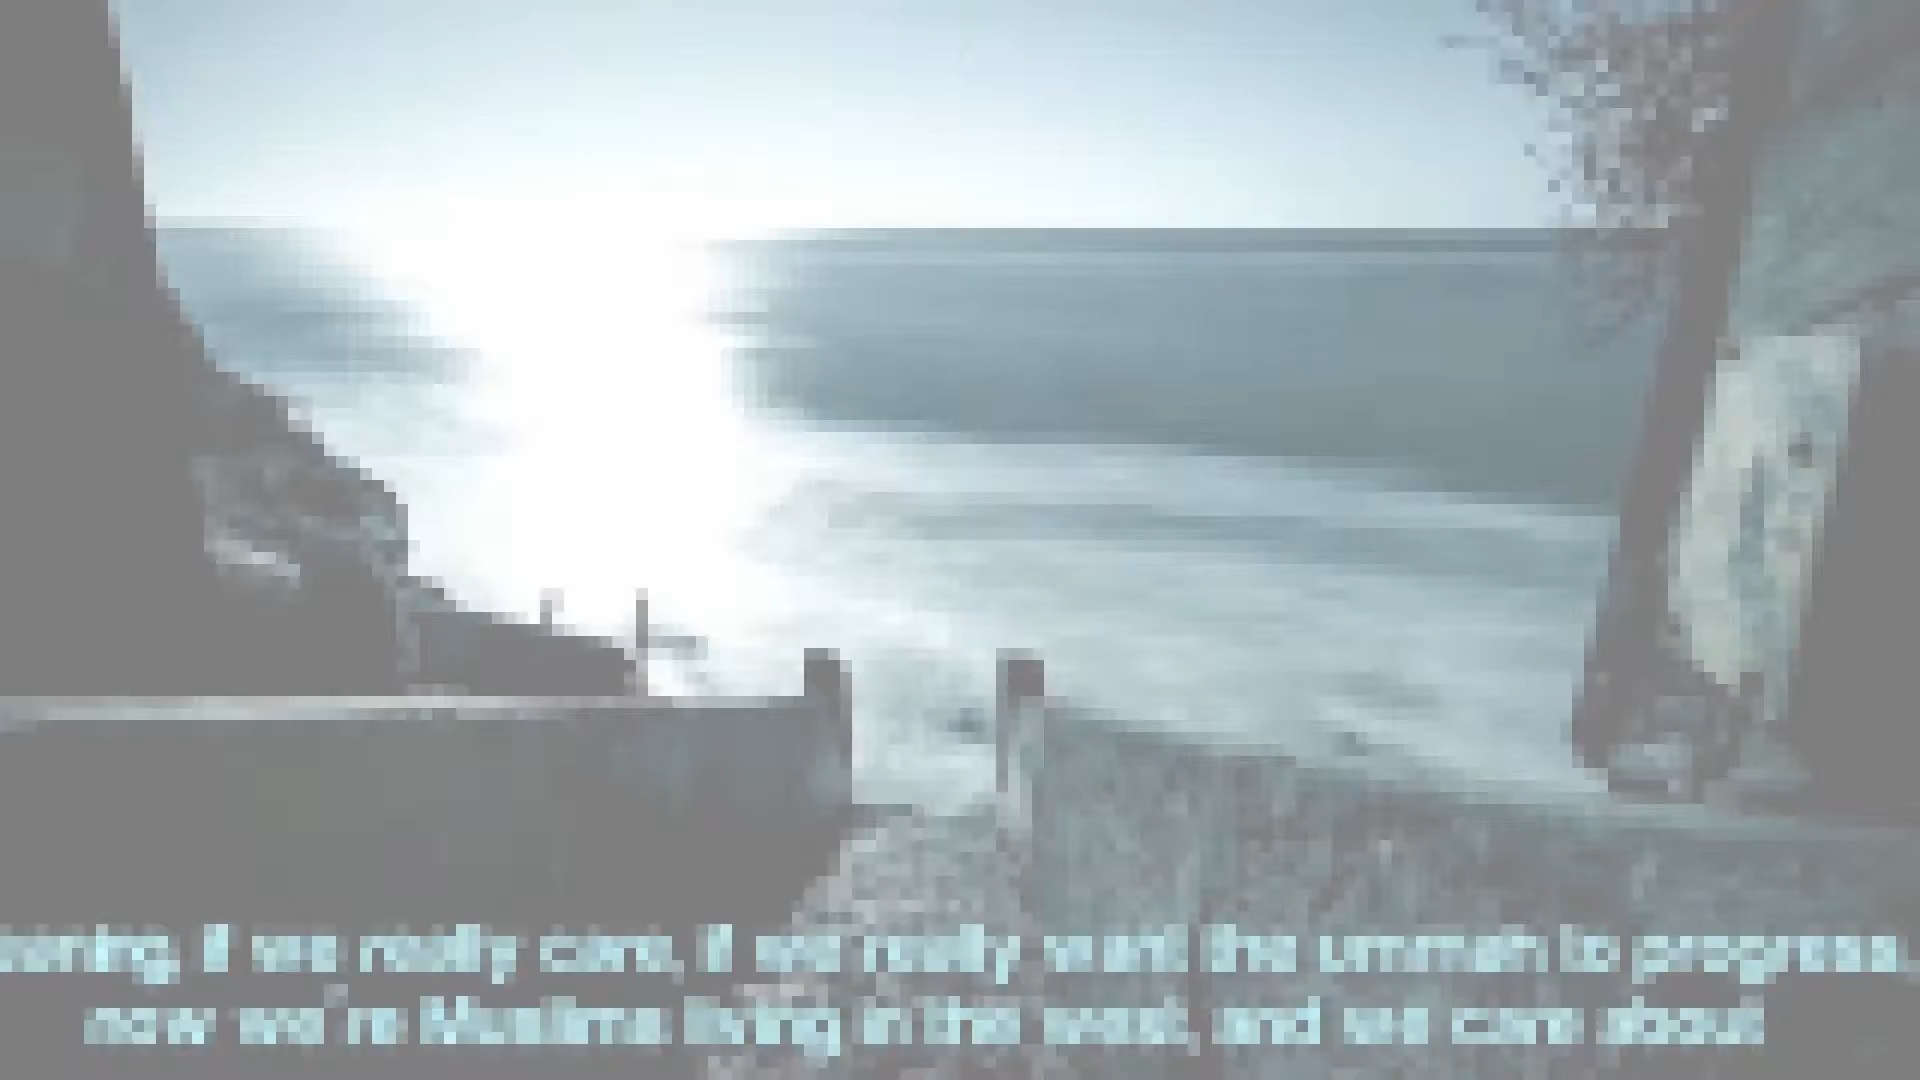 if we really care, if we really want the ummah to progress,
now we're Muslims living in the west, and we care about